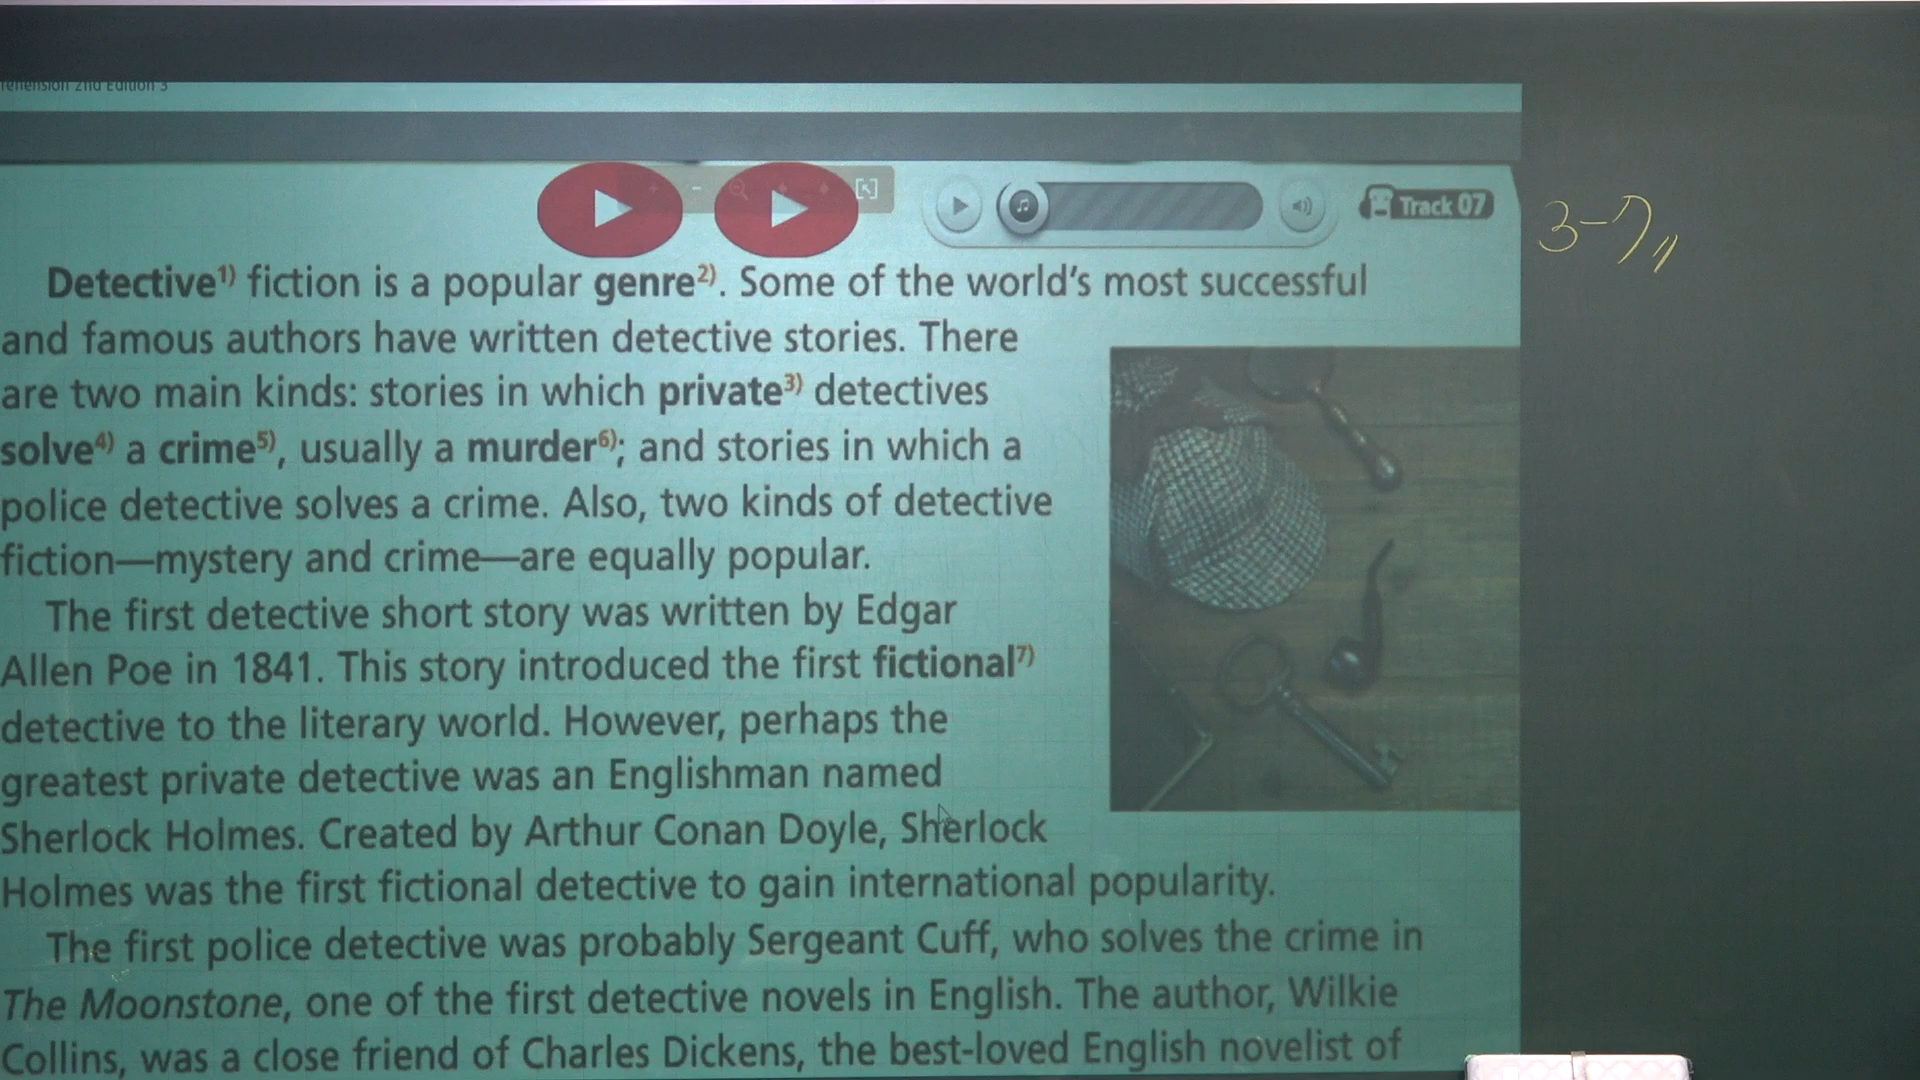 rehension 2nd Edition 3
Track 07
3-7
Detective1) fiction is a popular genre2). Some of the world's most successful
and famous authors have written detective stories. There
are two main kinds: stories in which private3) detectives
solve4) a crime5), usually a murder6); and stories in which a
police detective solves a crime. Also, two kinds of detective
fiction—mystery and crime—are equally popular.
The first detective short story was written by Edgar
Allen Poe in 1841. This story introduced the first fictional7)
detective to the literary world. However, perhaps the
greatest private detective was an Englishman named
Sherlock Holmes. Created by Arthur Conan Doyle, Sherlock
Holmes was the first fictional detective to gain international popularity.
The first police detective was probably Sergeant Cuff, who solves the crime in
The Moonstone, one of the first detective novels in English. The author, Wilkie
Collins, was a close friend of Charles Dickens, the best-loved English novelist of